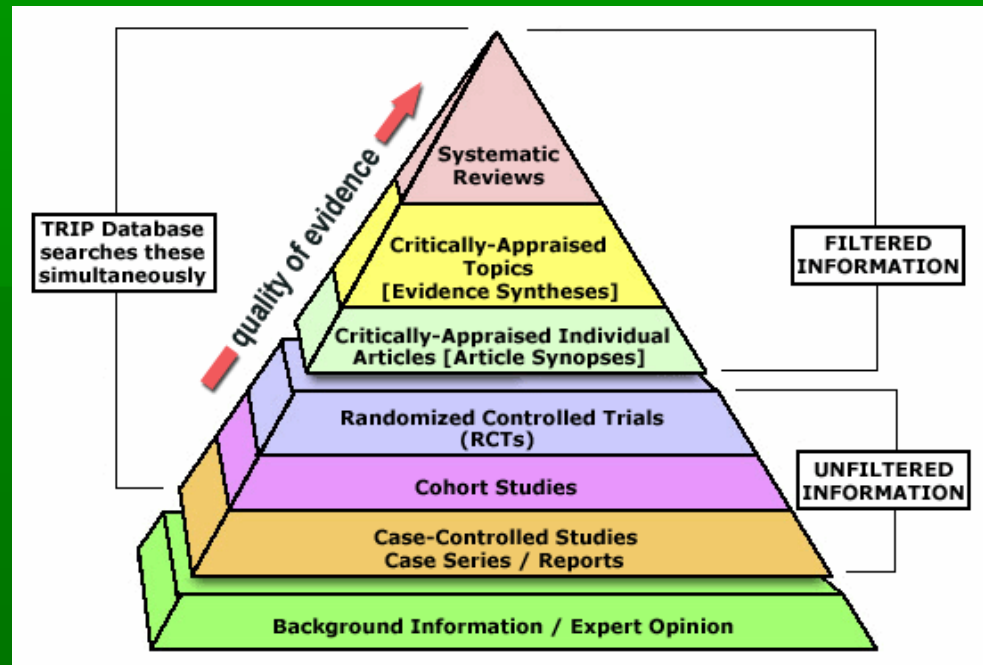 quality of evidence
Systematic
Reviews
Critically-Appraised
Topics
[Evidence Syntheses]
Critically-Appraised Individual
Articles [Article Synopses]
Randomized Controlled Trials
(RCTs)
Cohort Studies
Case-Controlled Studies
Case Series / Reports
Background Information / Expert Opinion
TRIP Database
searches these
simultaneously
FILTERED
INFORMATION
UNFILTERED
INFORMATION